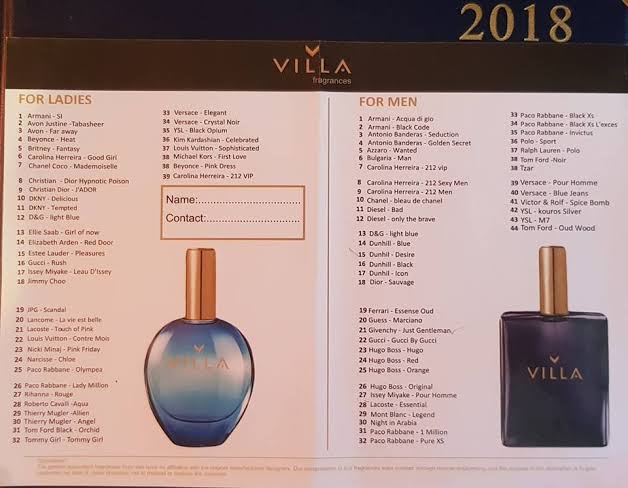 2018
VILLA
fragrances
FOR LADIES
1 Armani - SI
2 Avon Justine -Tabasheer
3 Avon - Far away
4 Beyonce - Heat
5 Britney - Fantasy
6 Carolina Herreira - Good Girl
7 Chanel Coco - Mademoiselle
8 Christian - Dior Hypnotic Poison
9 Christian Dior - J'ADOR
10 DKNY - Delicious
11 DKNY - Tempted
12 D&G - light Blue
13 Ellie Saab - Girl of now
14 Elizabeth Arden - Red Door
15 Estee Lauder - Pleasures
16 Gucci - Rush
17 Issey Miyake - Leau D'Issey
18 Jimmy Choo
19 JPG - Scandal
20 Lancome - La vie est belle
21 Lacoste - Touch of Pink
22 Louis Vuitton - Contre Mois
23 Nicki Minaj - Pink Friday
24 Narcisse - Chloe
25 Paco Rabbane - Olympea
26 Paco Rabbane - Lady Million
27 Rihanna - Rouge
28 Roberto Cavalli - Aqua
29 Thierry Mugler -Allien
30 Thierry Mugler - Angel
31 Tom Ford Black - Orchid
32 Tommy Girl - Tommy Girl
33 Versace - Elegant
34 Versace - Crystal Noir
35 YSL - Black Opium
36 Kim Kardashian - Celebrated
37 Louis Vuitton - Sophisticated
38 Michael Kors - First Love
38 Beyonce - Pink Dress
39 Carolina Herreira - 212 VIP
Name:
Contact:
VILLA
FOR MEN
1 Armani - Acqua di gio
2 Armani - Black Code
3 Antonio Banderas - Seduction
4 Antonio Banderas - Golden Secret
5 Azzaro - Wanted
6 Bulgaria - Man
7 Carolina Herreira - vip
8 Carolina Herreira - 212 Sexy Men
9 Carolina Herreira - 212 Men
10 Chanel - bleau de chanel
11 Diesel - Bad
12 Diesel - only the brave
13 D&G - light blue
14 Dunhill - Blue
15 Dunhil - Desire
16 Dunhill - Black
17 Dunhil - Icon
18 Dior - Sauvage
19 Ferrari - Essense Oud
20 Guess - Marciano
21 Givenchy - Just Gentleman
22 Gucci - Gucci By Gucci
23 Hugo Boss - Hugo
24 Hugo Boss - Red
25 Hugo Boss - Orange
26 Hugo Boss - Original
27 Issey Miyake - Pour Homme
28 Lacoste - Essential
29 Mont Blanc - Legend
30 Night in Arabia
31 Paco Rabbane - 1 Million
32 Paco Rabbane - Pure XS
33 Paco Rabbane - Black Xs
34 Paco Rabbane - Black Xs L'exces
35 Paco Rabbane - Invictus
36 Polo - Sport
37 Ralph Lauren - Polo
38 Tom Ford -Noir
38 Tzar
39 Versace - Pour Homme
40 Versace - Blue Jeans
41 Victor & Rolf - Spice Bomb
42 YSL - kouros Silver
43 YSL - M7
44 Tom Ford - Oud Wood
VILLA